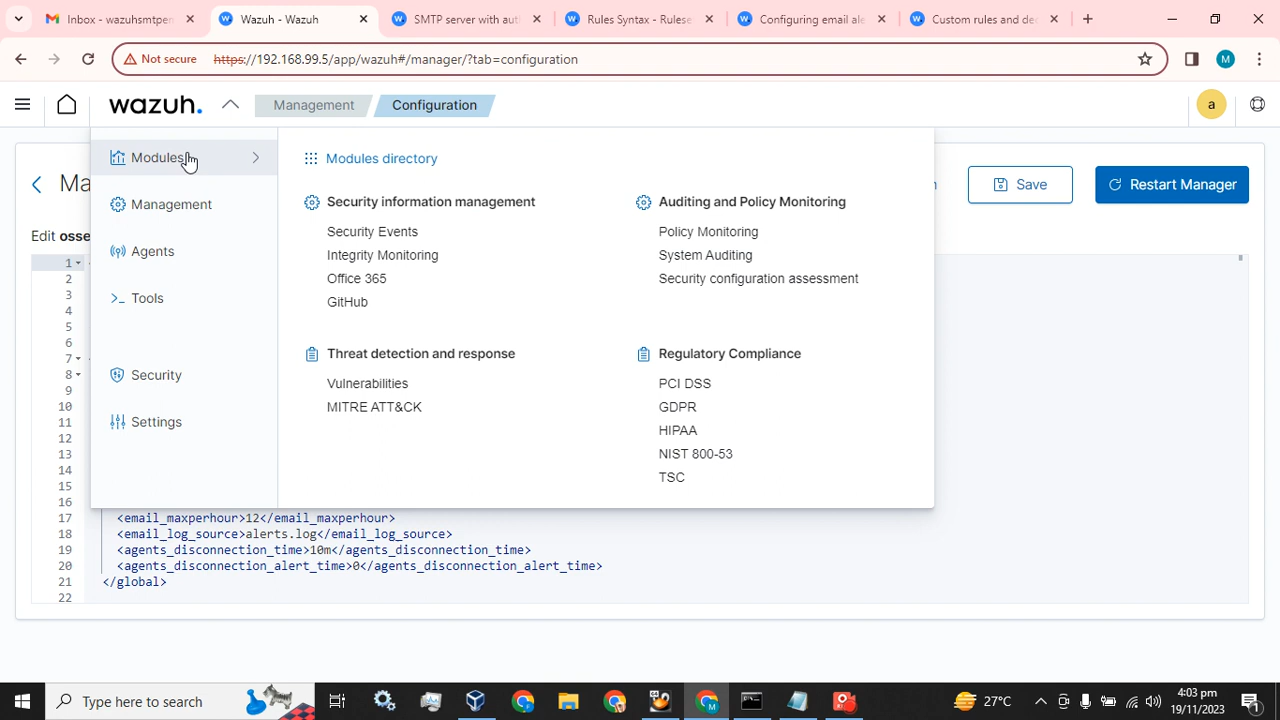 Inbox - wazuhsmtpen
Wazuh - Wazuh
SMTP server with aut
Rules Syntax - Rulese
Configuring email ale
Custom rules and dec
Not secure
https://192.168.99.5/app/wazuh#/manager/?tab=configuration
M
wazuh.
Management
Configuration
a
Modules
Management
Agents
Tools
Security
Settings
Modules directory
Security information management
Security Events
Integrity Monitoring
Office 365
GitHub
Auditing and Policy Monitoring
Policy Monitoring
System Auditing
Security configuration assessment
Threat detection and response
Vulnerabilities
MITRE ATT&CK
Regulatory Compliance
PCI DSS
GDPR
HIPAA
NIST 800-53
TSC
Ma
Save
Restart Manager
Edit osse
1
2
3
4
5
6
7
8
9
10
11
12
13
14
15
16
17 <email_maxperhour>12</email_maxperhour>
18 <email_log_source>alerts.log</email_log_source>
19 <agents_disconnection_time>10m</agents_disconnection_time>
20 <agents_disconnection_alert_time>0</agents_disconnection_alert_time>
21 </global>
22
Type here to search
27°C
4:03 pm
19/11/2023
1